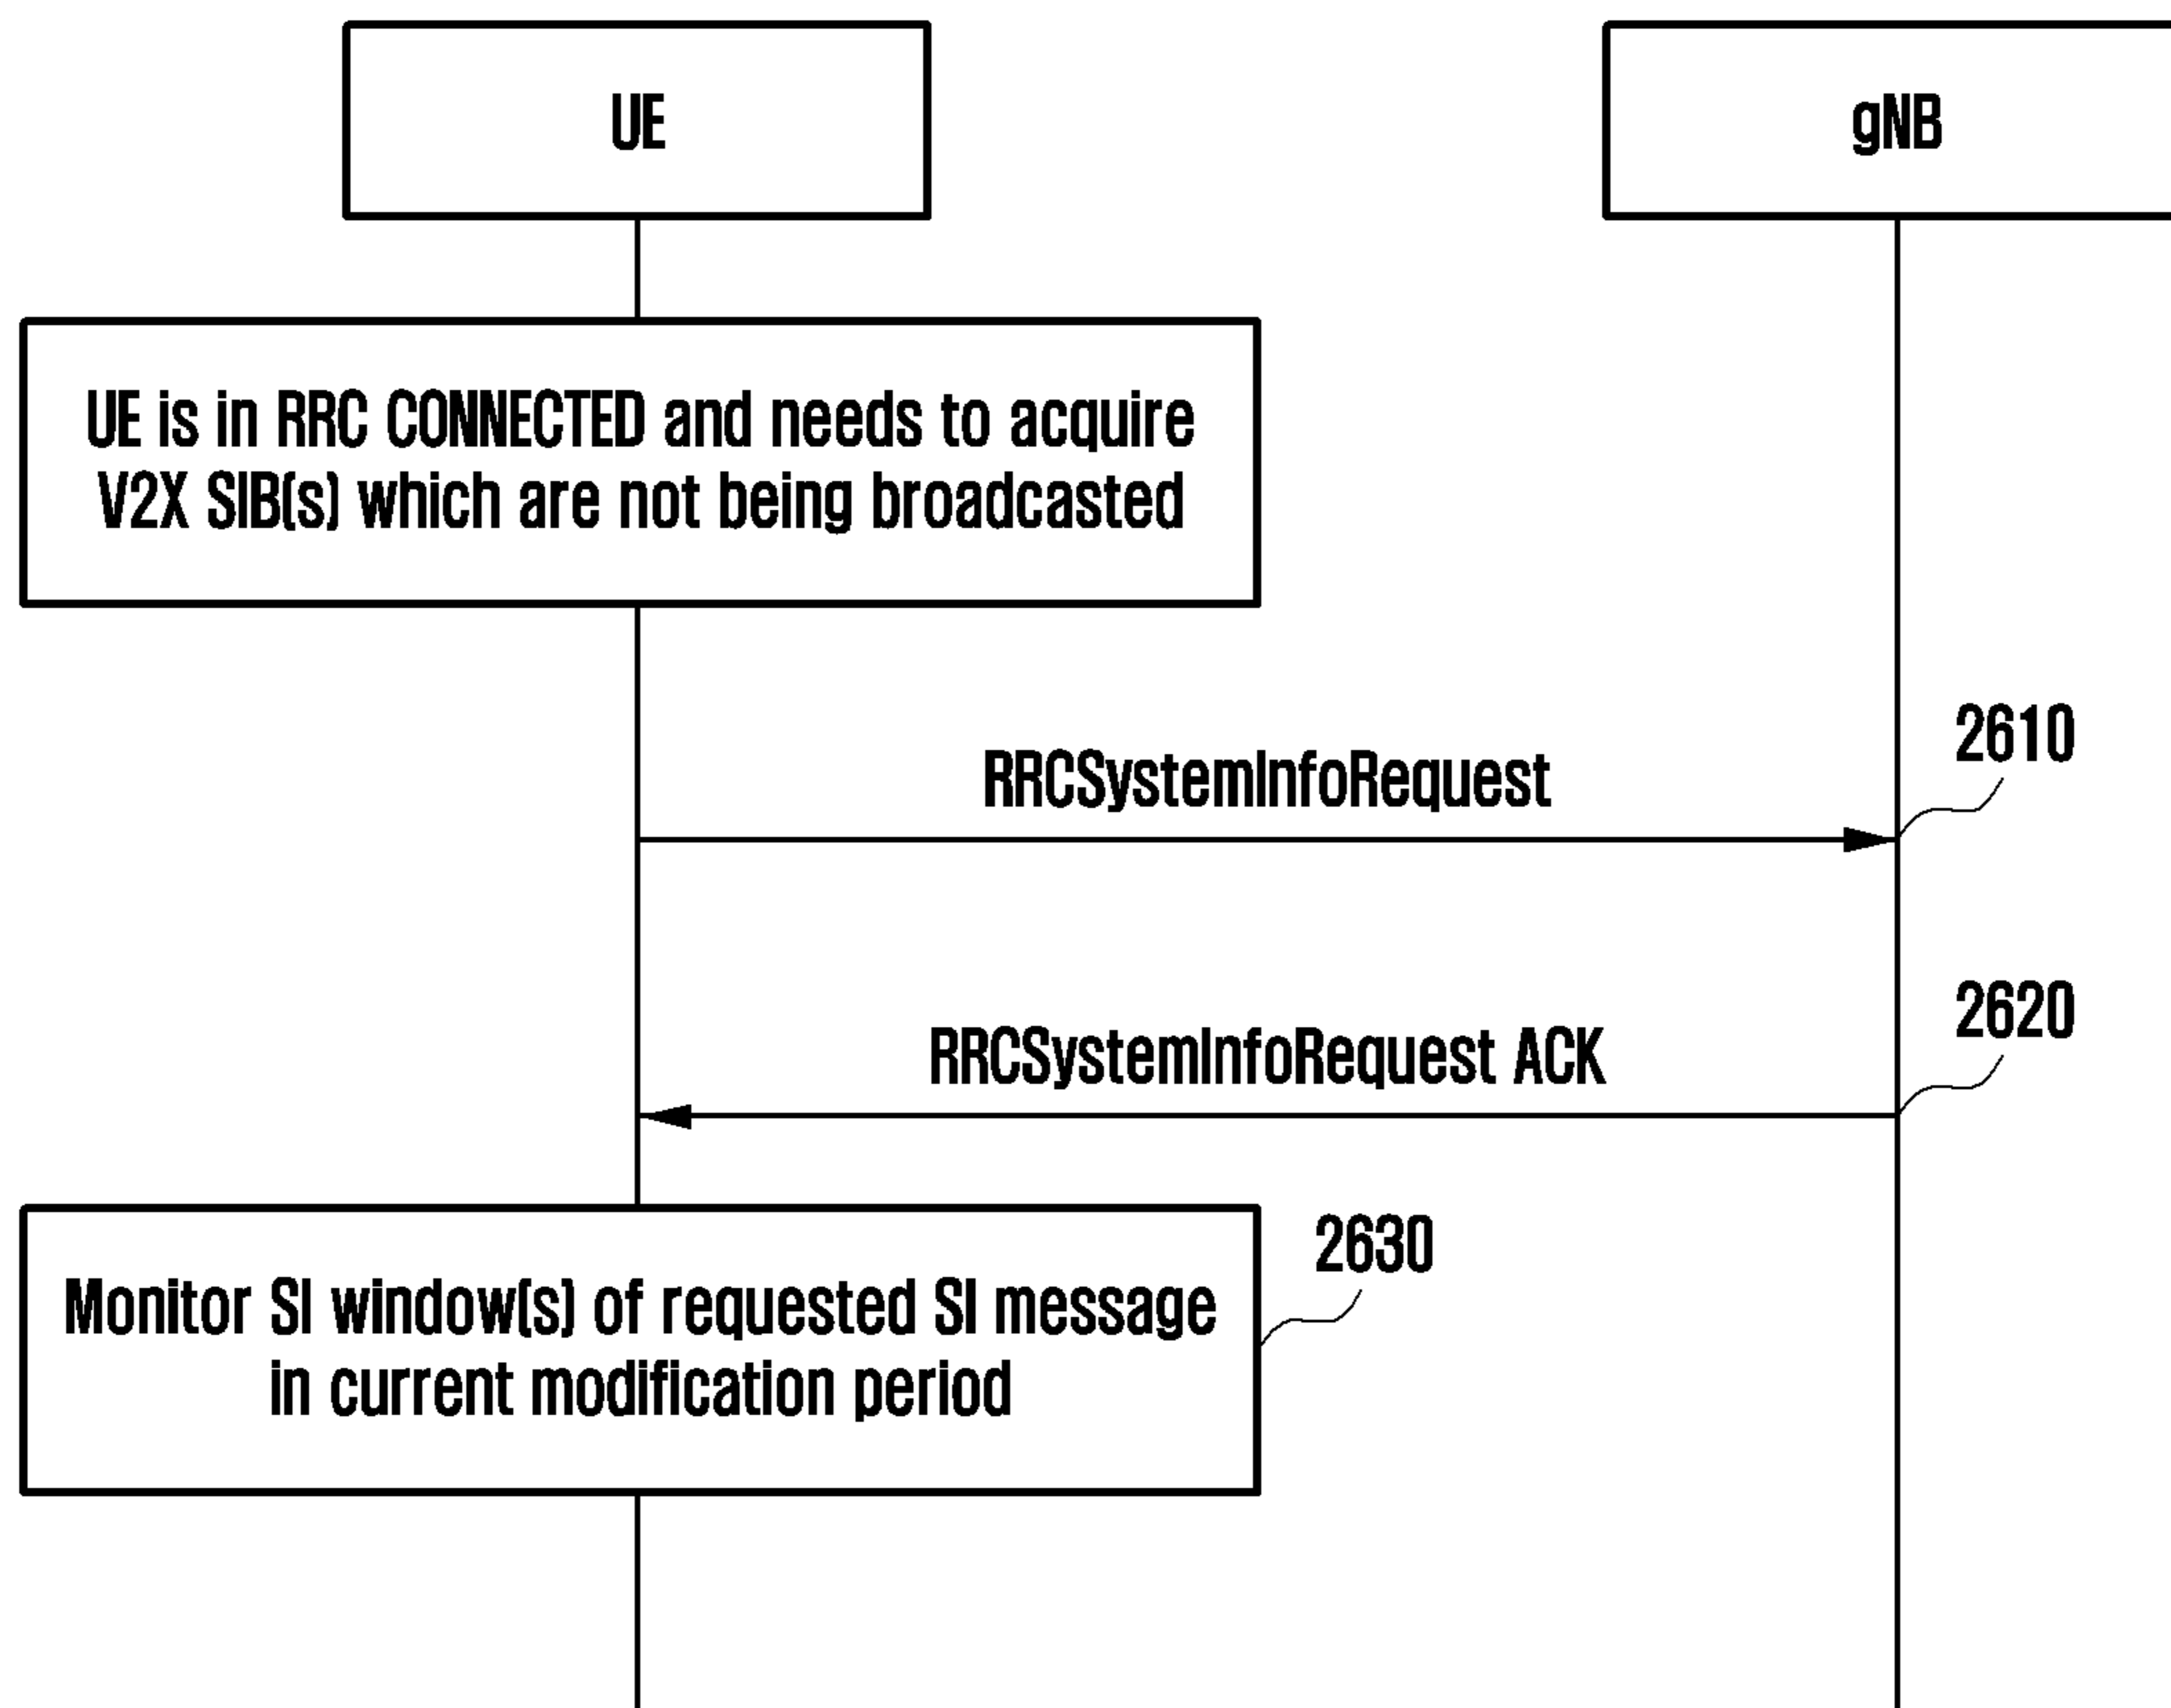 UE
gNB
UE is in RRC CONNECTED and needs to acquire
V2X SIB(s) which are not being broadcasted
2610
RRCSystemInfoRequest
2620
RRCSystemInfoRequest ACK
2630
Monitor SI window(s) of requested SI message
in current modification period